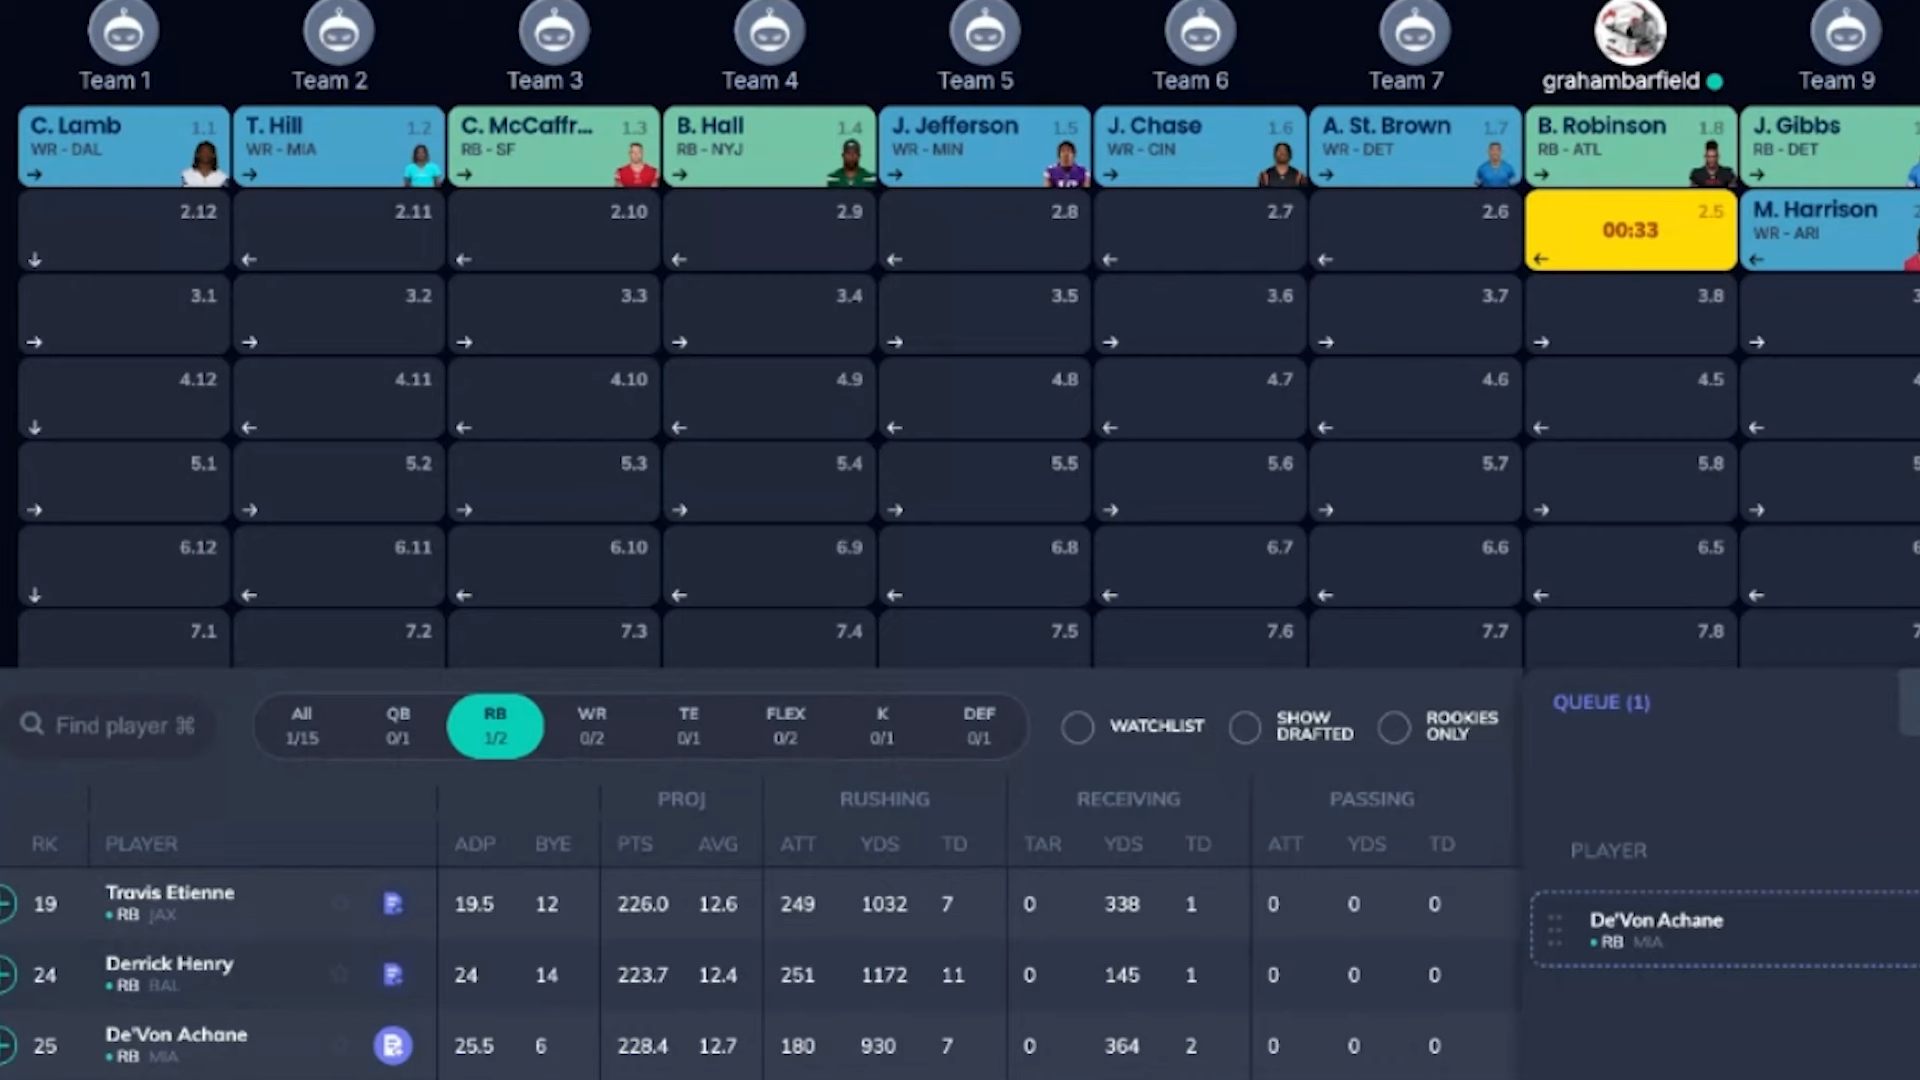 Team 1 Team 2 Team 3 Team 4 Team 5 Team 6 Team 7 grahambarfield Team 9
C. Lamb 1.1 T. Hill 1.2 C. McCaffr... 1.3 B. Hall 1.4 J. Jefferson 1.5 J. Chase 1.6 A. St. Brown 1.7 B. Robinson 1.8 J. Gibbs
WR - DAL WR - MIA RB - SF RB - NYJ WR - MIN WR - CIN WR - DET RB - ATL RB - DET
2.12 2.11 2.10 2.9 2.8 2.7 2.6 2.5 M. Harrison
00:33 WR - ARI
3.1 3.2 3.3 3.4 3.5 3.6 3.7 3.8
4.12 4.11 4.10 4.9 4.8 4.7 4.6 4.5
5.1 5.2 5.3 5.4 5.5 5.6 5.7 5.8
6.12 6.11 6.10 6.9 6.8 6.7 6.6 6.5
7.1 7.2 7.3 7.4 7.5 7.6 7.7 7.8
QUEUE (1)
Find player ⌘
All QB RB WR TE FLEX K DEF
1/15 0/1 1/2 0/2 0/1 0/2 0/1 0/1
WATCHLIST
SHOW DRAFTED
ROOKIES ONLY
PROJ RUSHING RECEIVING PASSING
RK PLAYER ADP BYE PTS AVG ATT YDS TD TAR YDS TD ATT YDS TD
19 Travis Etienne 19.5 12 226.0 12.6 249 1032 7 0 338 1 0 0 0
RB JAX
24 Derrick Henry 24 14 223.7 12.4 251 1172 11 0 145 1 0 0 0
RB BAL
25 De'Von Achane 25.5 6 228.4 12.7 180 930 7 0 364 2 0 0 0
RB MIA
PLAYER
De'Von Achane
RB MIA